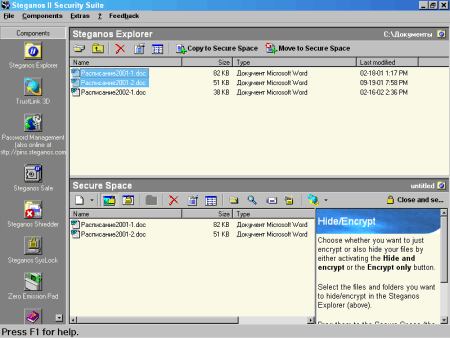 Steganos II Security Suite
File Components Extras ? Feedback
Components
Steganos Explorer
TrustLink 3D
Password Management
(also online at
http://pms.steganos.com
Steganos Safe
Steganos Shredder
Steganos SysLock
Zero Emission Pad
Steganos Explorer C:\Документы
Copy to Secure Space Move to Secure Space
Name Size Type Last modified
Расписание2001-1.doc 82 KB Документ Microsoft Word 02-18-01 1:17 PM
Расписание2001-2.doc 51 KB Документ Microsoft Word 09-19-01 7:58 PM
Расписание2002-1.doc 38 KB Документ Microsoft Word 02-16-02 2:36 PM
Secure Space untitled
Close and se...
Name Size Type
Расписание2001-1.doc 82 KB Документ Microsoft Word
Расписание2001-2.doc 51 KB Документ Microsoft Word
Hide/Encrypt
Choose whether you want to just
encrypt or also hide your files by
either activating the Hide and
encrypt or the Encrypt only button.
Select the files and folders you want
to hide/encrypt in the Steganos
Explorer (above).
Press F1 for help.